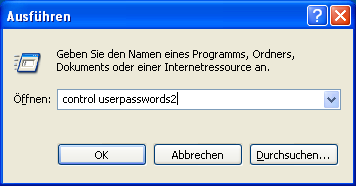 Ausführen
Geben Sie den Namen eines Programms, Ordners,
Dokuments oder einer Internetressource an.
Öffnen: control userpasswords2
OK Abbrechen Durchsuchen...